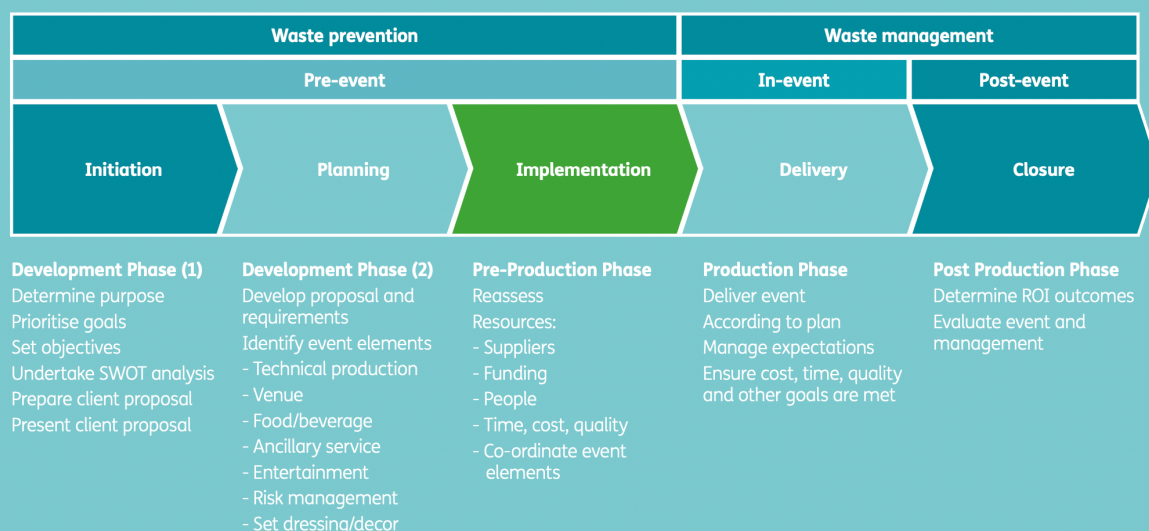 Waste prevention
Waste management
Pre-event
In-event
Post-event
Initiation
Planning
Implementation
Delivery
Closure
Development Phase (1)
Determine purpose
Prioritise goals
Set objectives
Undertake SWOT analysis
Prepare client proposal
Present client proposal
Development Phase (2)
Develop proposal and
requirements
Identify event elements
- Technical production
- Venue
- Food/beverage
- Ancillary service
- Entertainment
- Risk management
- Set dressing/decor
Pre-Production Phase
Reassess
Resources:
- Suppliers
- Funding
- People
- Time, cost, quality
- Co-ordinate event
elements
Production Phase
Deliver event
According to plan
Manage expectations
Ensure cost, time, quality
and other goals are met
Post Production Phase
Determine ROI outcomes
Evaluate event and
management